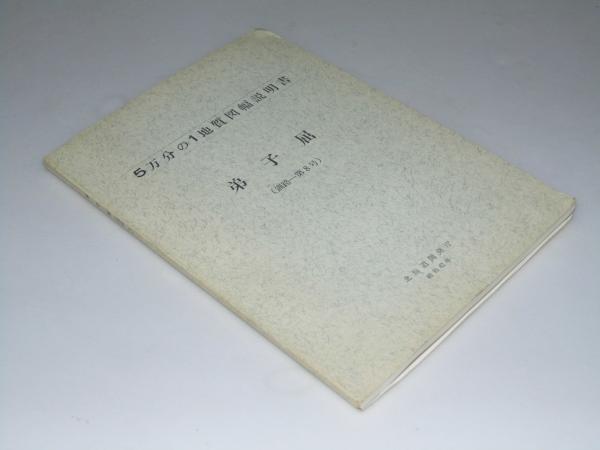 5万分の1地質図幅説明書
弟子屈
(釧路—第8号)
北海道開発庁